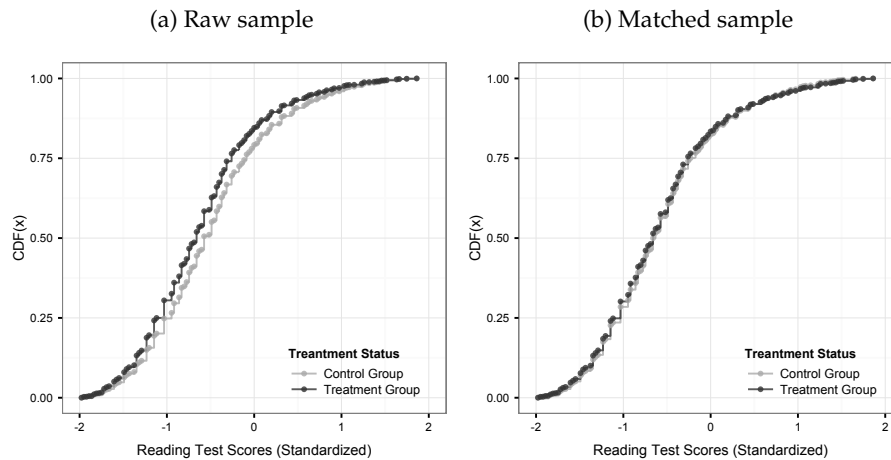 (a) Raw sample
1.00
0.75
0.50
0.25
0.00
CDF(x)
Treantment Status
Control Group
Treatment Group
-2
-1
0
1
2
Reading Test Scores (Standardized)
(b) Matched sample
1.00
0.75
0.50
0.25
0.00
CDF(x)
Treantment Status
Control Group
Treatment Group
-2
-1
0
1
2
Reading Test Scores (Standardized)